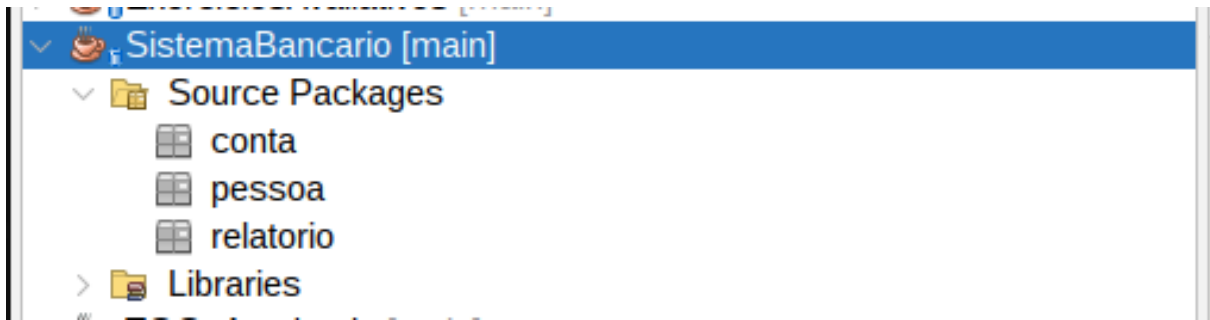 SistemaBancario [main]
Source Packages
conta
pessoa
relatorio
Libraries